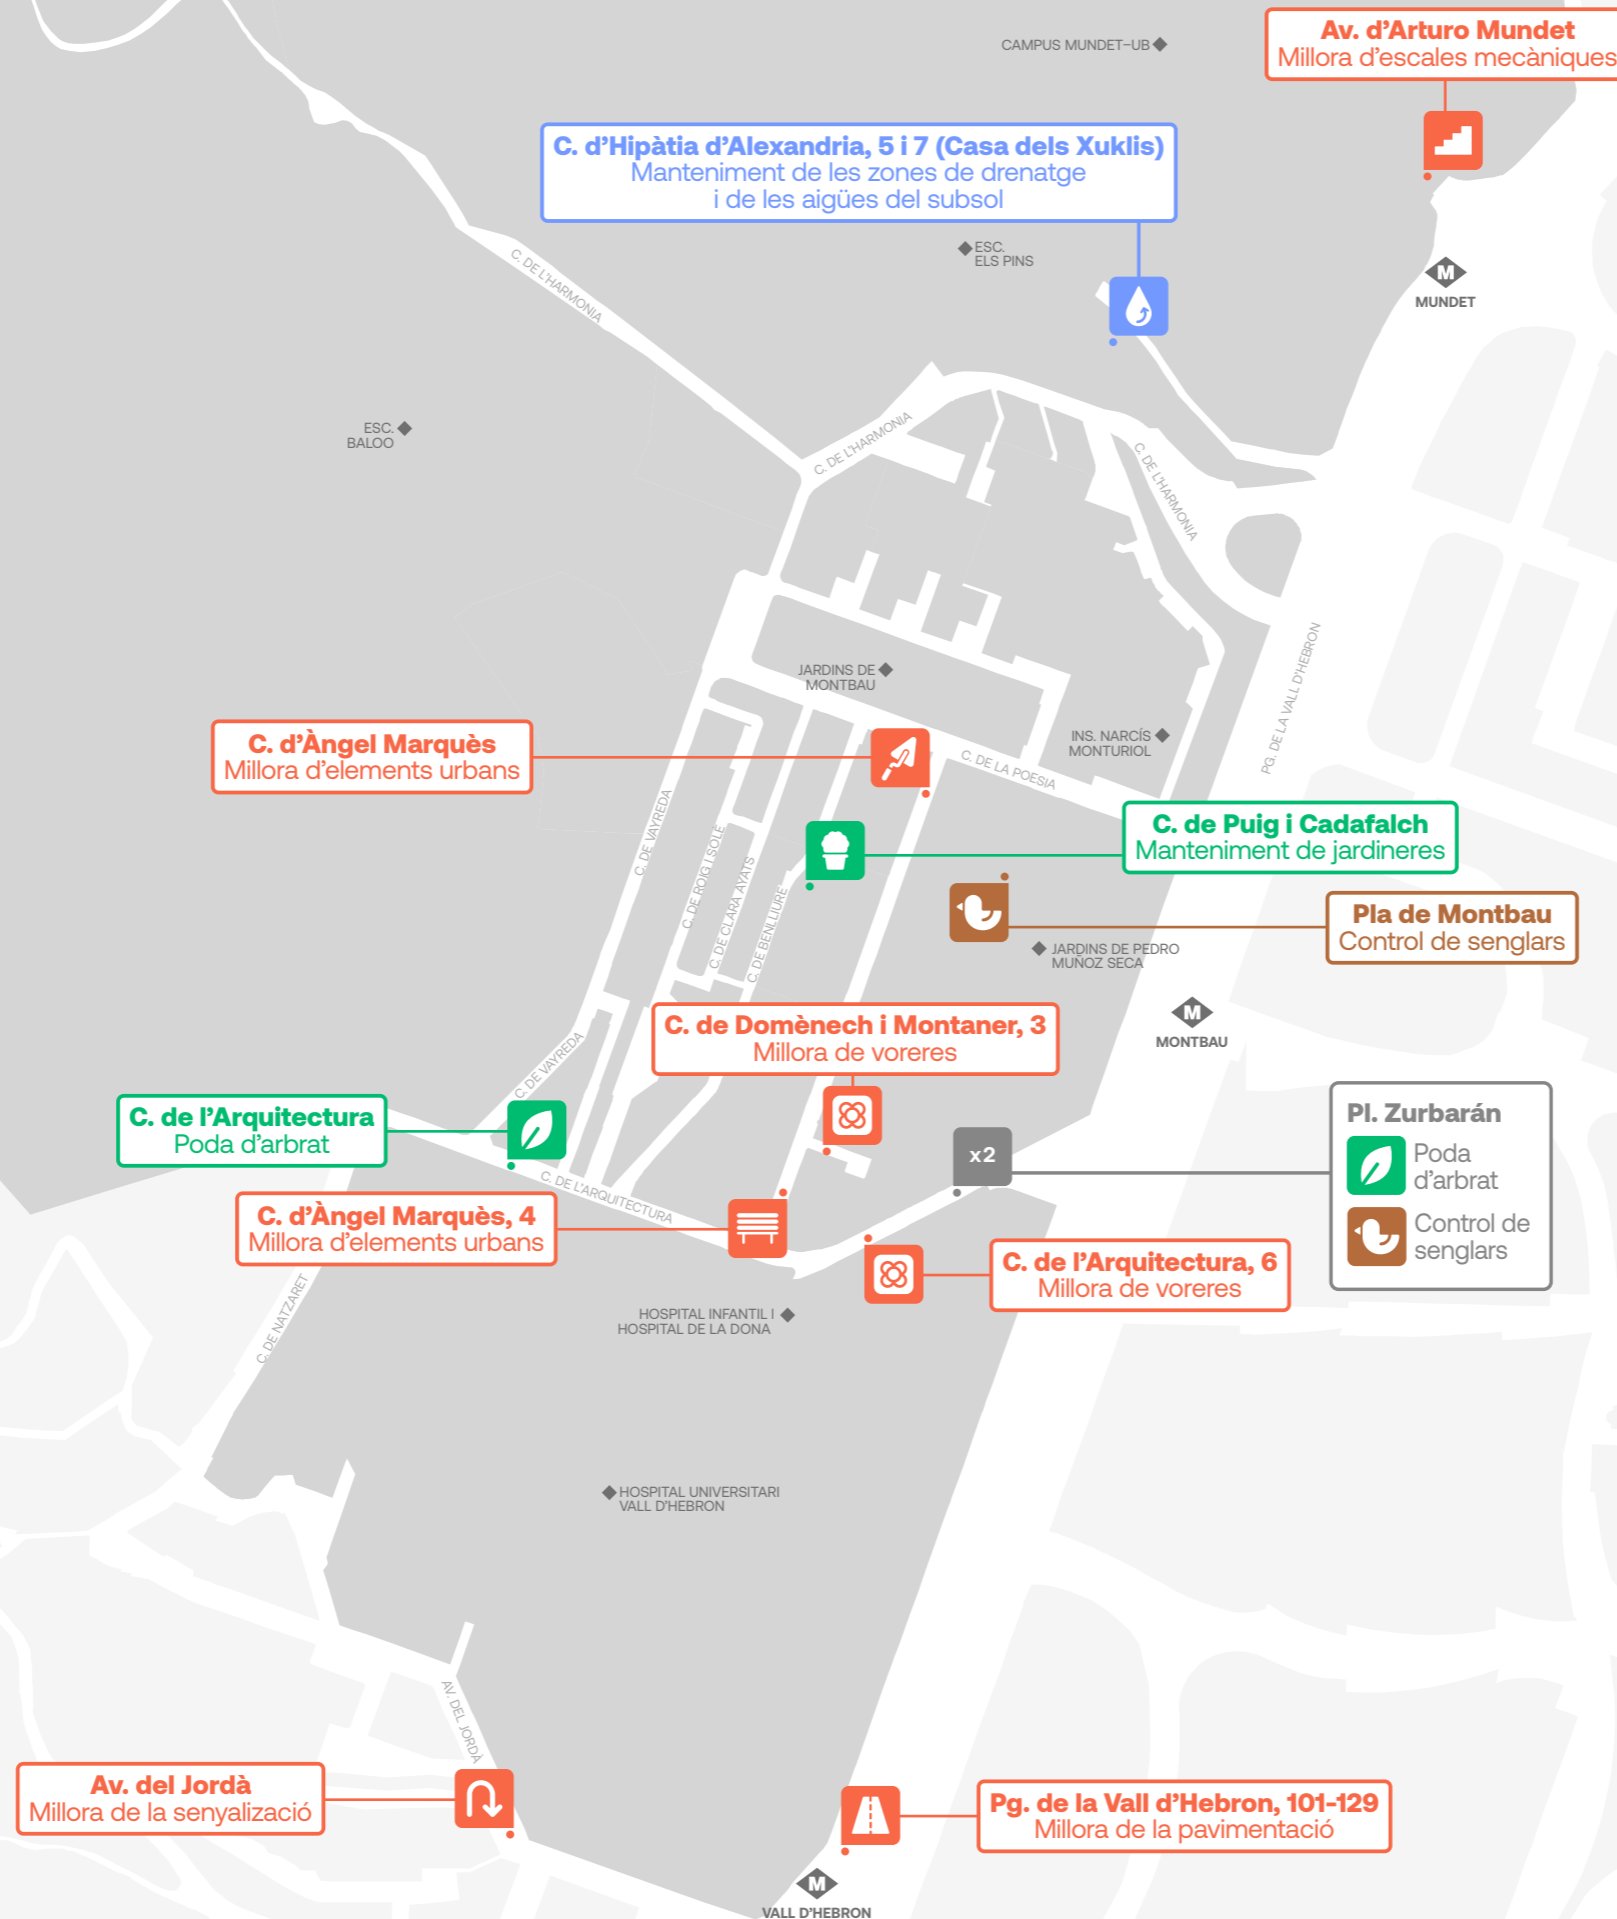 CAMPUS MUNDET–UB
Av. d’Arturo Mundet
Millora d’escales mecàniques
C. d’Hipàtia d’Alexandria, 5 i 7 (Casa dels Xuklis)
Manteniment de les zones de drenatge
i de les aigües del subsol
ESC.
ELS PINS
C. DE L'HARMONIA
M
MUNDET
ESC.
BALOO
C. DE L'HARMONIA
C. DE L'HARMONIA
PG. DE LA VALL D'HEBRON
JARDINS DE
MONTBAU
INS. NARCÍS
MONTURIOL
C. d’Àngel Marquès
Millora d’elements urbans
C. DE LA POESIA
C. DE VAYREDA
C. DE ROIG I SOLÉ
C. DE CLARA AYATS
C. DE BENLLIURE
C. de Puig i Cadafalch
Manteniment de jardineres
Pla de Montbau
Control de senglars
JARDINS DE PEDRO
MUÑOZ SECA
M
MONTBAU
C. de Domènech i Montaner, 3
Millora de voreres
C. DE VAYREDA
C. de l’Arquitectura
Poda d’arbrat
x2
Pl. Zurbarán
Poda
d’arbrat
Control de
senglars
C. DE L'ARQUITECTURA
C. d’Àngel Marquès, 4
Millora d’elements urbans
C. de l’Arquitectura, 6
Millora de voreres
C. DE NATZARET
HOSPITAL INFANTIL I
HOSPITAL DE LA DONA
HOSPITAL UNIVERSITARI
VALL D'HEBRON
AV. DEL JORDÀ
Av. del Jordà
Millora de la senyalització
Pg. de la Vall d’Hebron, 101-129
Millora de la pavimentació
M
VALL D'HEBRON